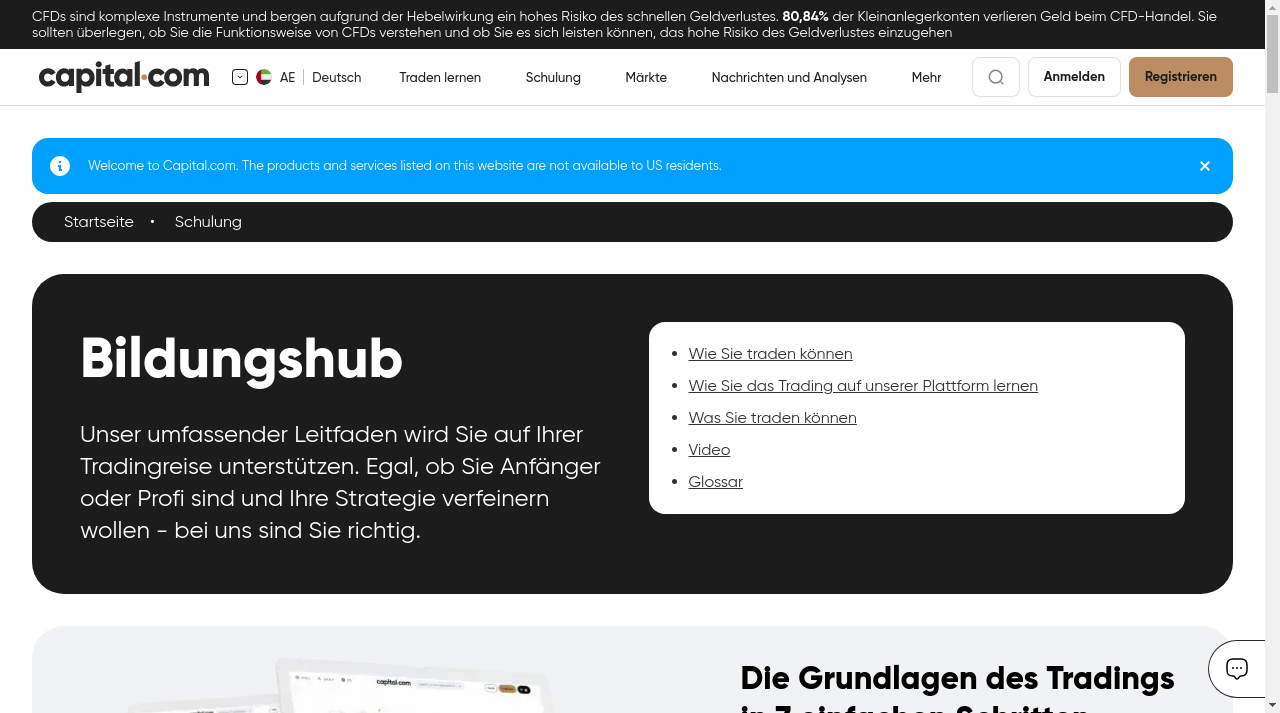 CFDs sind komplexe Instrumente und bergen aufgrund der Hebelwirkung ein hohes Risiko des schnellen Geldverlustes. 80,84% der Kleinanlegerkonten verlieren Geld beim CFD-Handel. Sie
sollten überlegen, ob Sie die Funktionsweise von CFDs verstehen und ob Sie es sich leisten können, das hohe Risiko des Geldverlustes einzugehen
capital.com AE Deutsch Traden lernen Schulung Märkte Nachrichten und Analysen Mehr Anmelden Registrieren
Welcome to Capital.com. The products and services listed on this website are not available to US residents.
Startseite • Schulung
Bildungshub
Unser umfassender Leitfaden wird Sie auf Ihrer
Tradingreise unterstützen. Egal, ob Sie Anfänger
oder Profi sind und Ihre Strategie verfeinern
wollen - bei uns sind Sie richtig.
• Wie Sie traden können
• Wie Sie das Trading auf unserer Plattform lernen
• Was Sie traden können
• Video
• Glossar
capital.com
Die Grundlagen des Tradings
in 7 einfachen Schritten